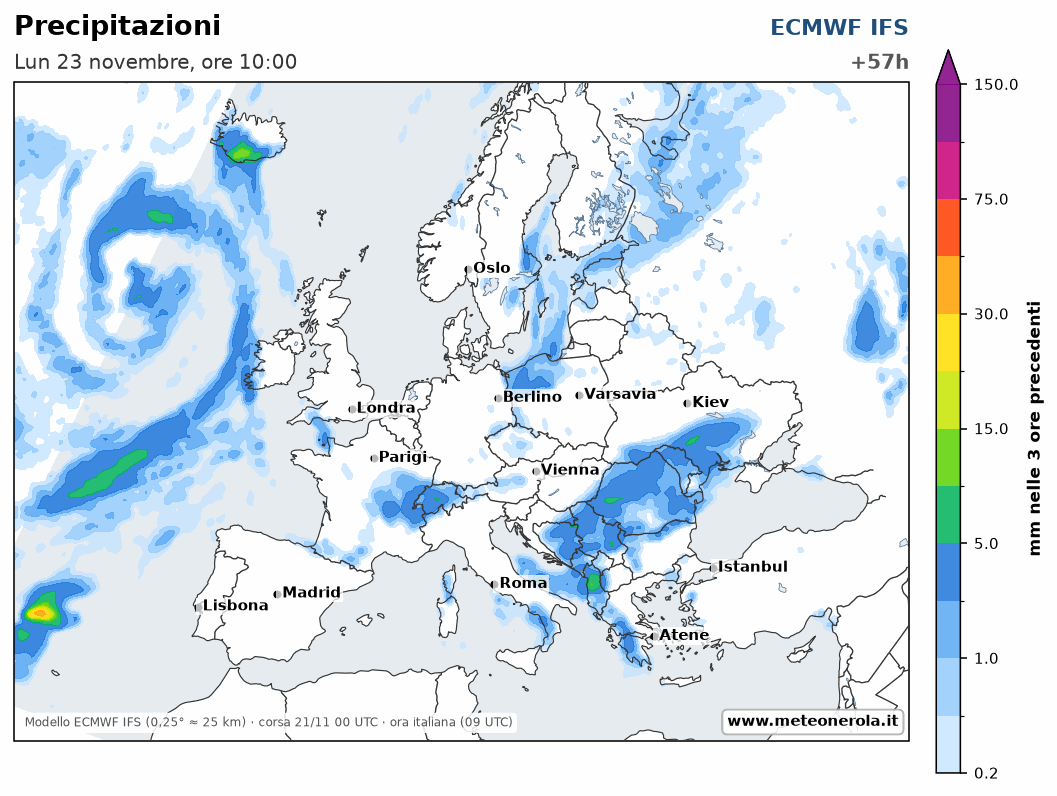 Precipitazioni
ECMWF IFS
Lun 23 novembre, ore 10:00
+57h
150.0
75.0
30.0
15.0
5.0
1.0
0.2
mm nelle 3 ore precedenti
Oslo
Berlino
Varsavia
Kiev
Londra
Parigi
Vienna
Istanbul
Roma
Madrid
Lisbona
Atene
Modello ECMWF IFS (0,25° ≈ 25 km) · corsa 21/11 00 UTC · ora italiana (09 UTC)
www.meteonerola.it